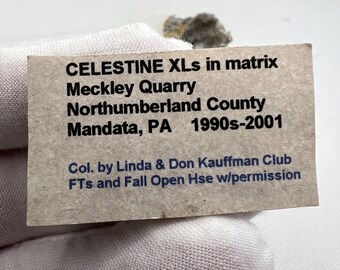 CELESTINE XLs in matrix
Meckley Quarry
Northumberland County
Mandata, PA 1990s-2001
Col. by Linda & Don Kauffman Club
FTs and Fall Open Hse w/permission